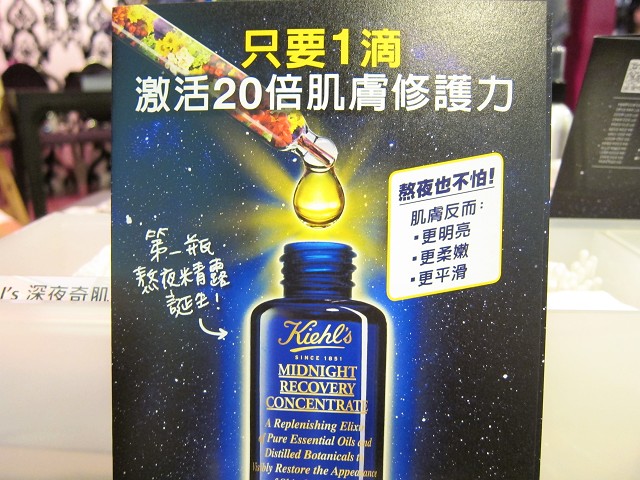 只要1滴
激活20倍肌膚修護力
熬夜也不怕!
肌膚反而:
·更明亮
·更柔嫩
·更平滑
第一瓶
熬夜精露
誕生!
l's 深夜奇肌
Kiehl's
SINCE 1851
MIDNIGHT
RECOVERY
CONCENTRATE
A Replenishing Elixir
of Pure Essential Oils and
Distilled Botanicals to
Visibly Restore the Appearance